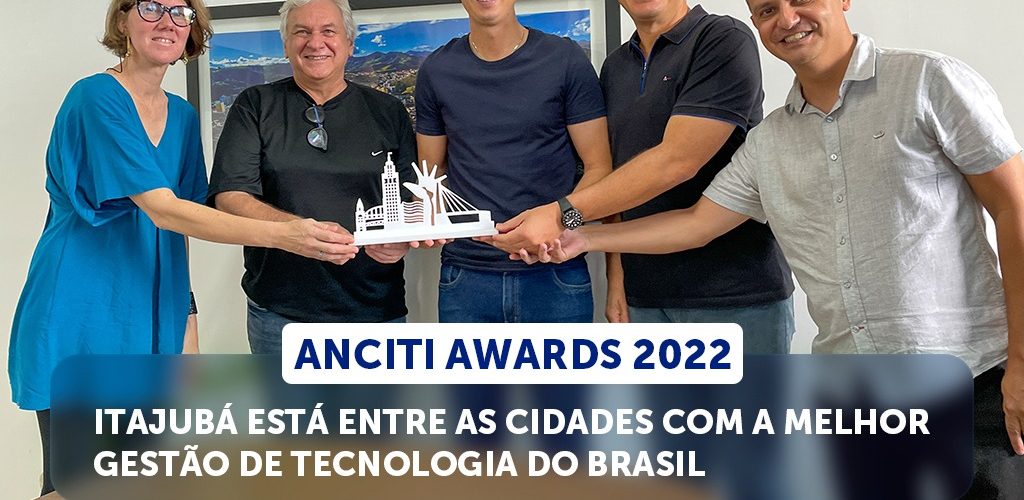 ANCITI AWARDS 2022
ITAJUBÁ ESTÁ ENTRE AS CIDADES COM A MELHOR
GESTÃO DE TECNOLOGIA DO BRASIL